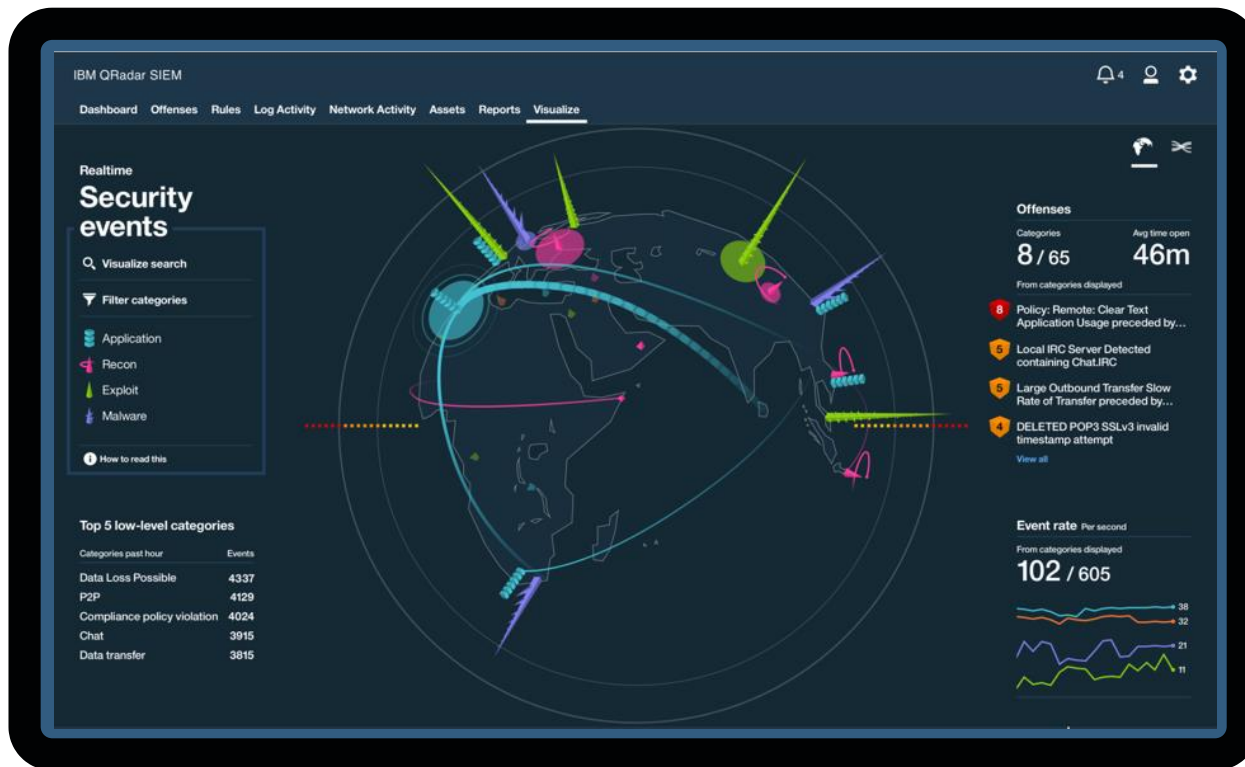 IBM QRadar SIEM
4
Dashboard Offenses Rules Log Activity Network Activity Assets Reports Visualize
Realtime
Security
events
Visualize search
Filter categories
Application
Recon
Exploit
Malware
How to read this
Top 5 low-level categories
Categories past hour Events
Data Loss Possible 4337
P2P 4129
Compliance policy violation 4024
Chat 3915
Data transfer 3815
Offenses
Categories Avg time open
8 / 65 46m
From categories displayed
8 Policy: Remote: Clear Text
Application Usage preceded by...
5 Local IRC Server Detected
containing Chat.IRC
5 Large Outbound Transfer Slow
Rate of Transfer preceded by...
4 DELETED POP3 SSLv3 invalid
timestamp attempt
View all
Event rate Per second
From categories displayed
102 / 605
38
32
21
11